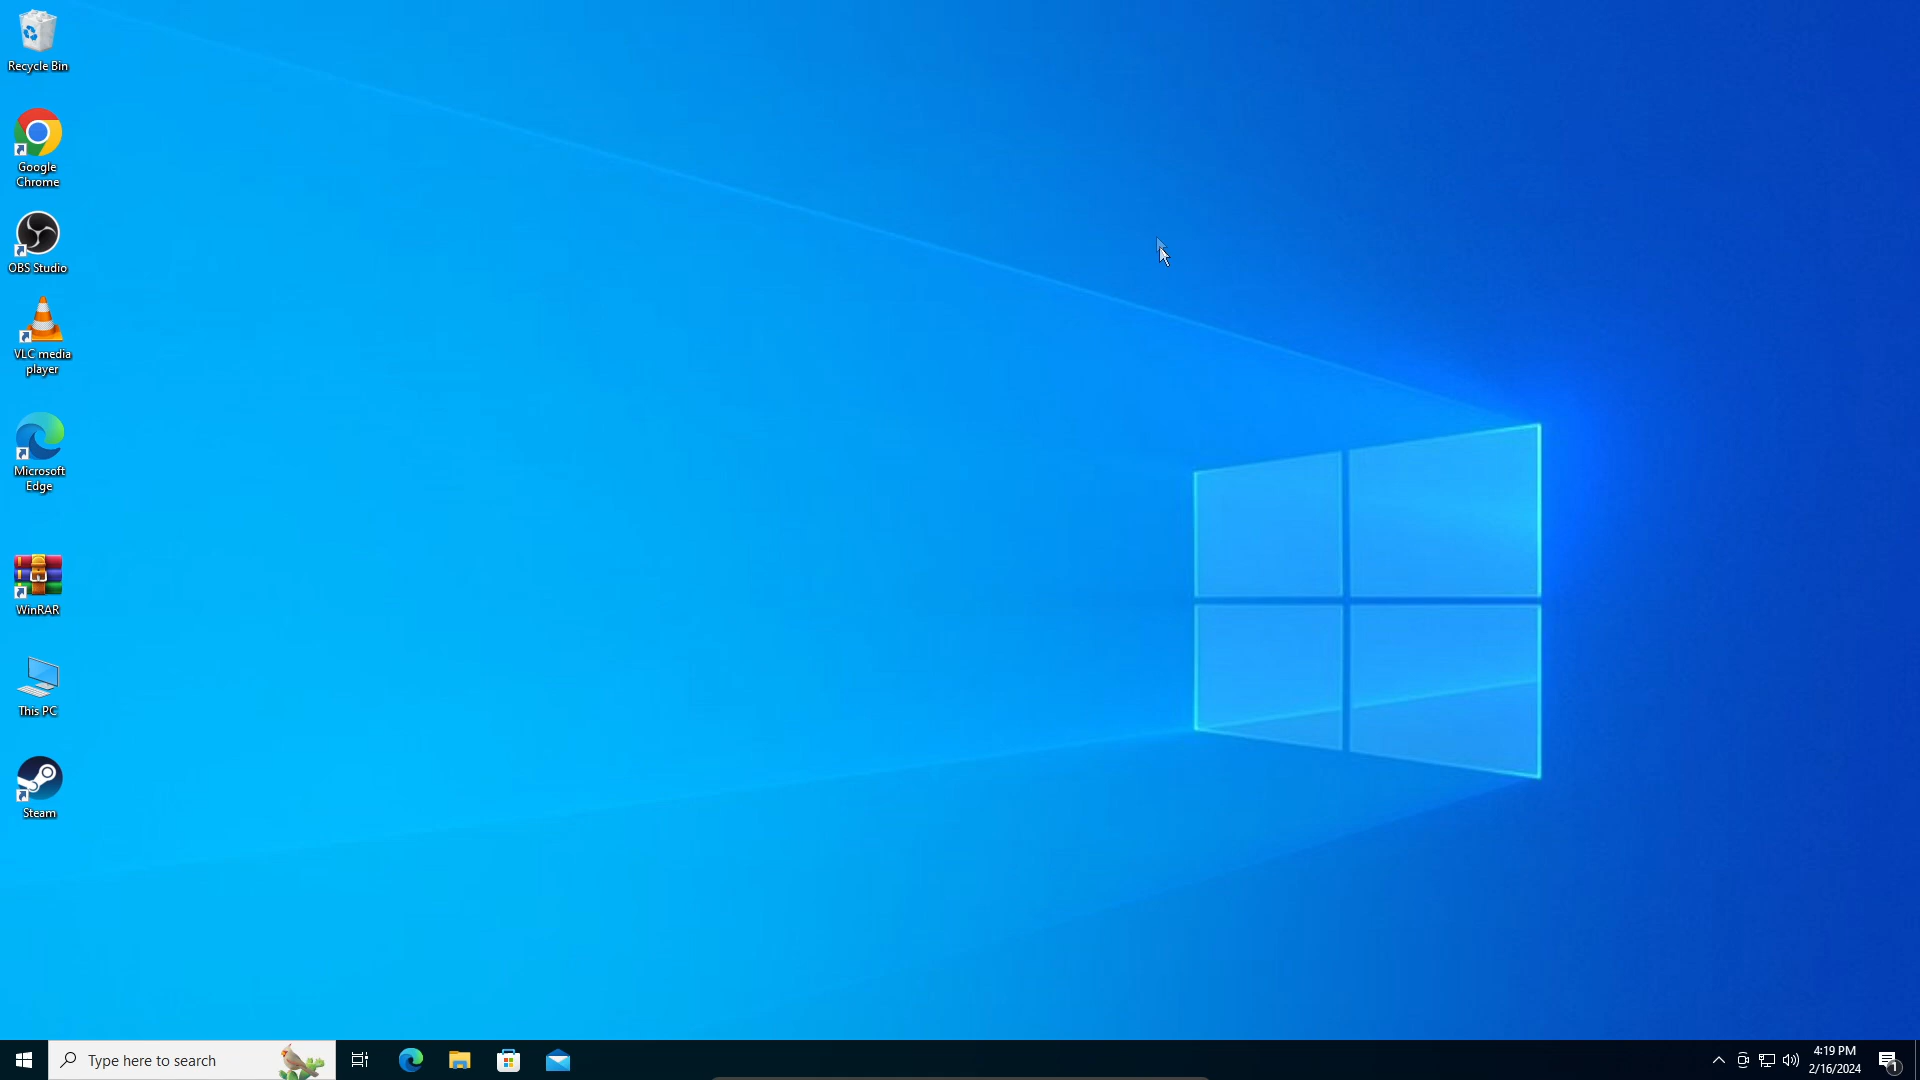 Recycle Bin
Google
Chrome
OBS Studio
VLC media
player
Microsoft
Edge
WinRAR
This PC
Steam
Type here to search
4:19 PM
2/16/2024
1